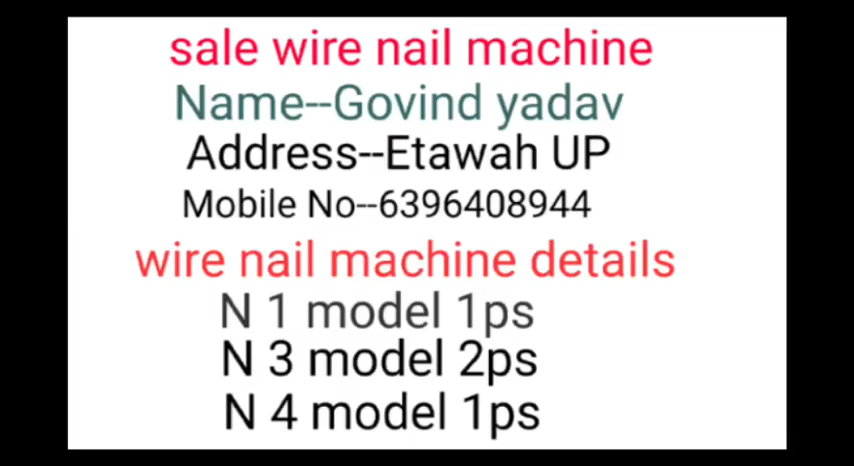 sale wire nail machine
Name--Govind yadav
Address--Etawah UP
Mobile No--6396408944
wire nail machine details
N 1 model 1ps
N 3 model 2ps
N 4 model 1ps